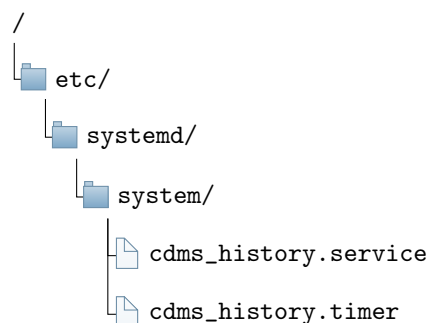 /
etc/
systemd/
system/
cdms_history.service
cdms_history.timer